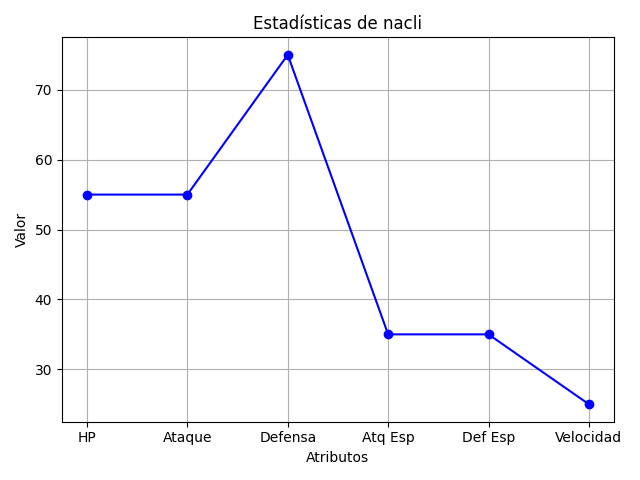 Estadísticas de nacli
Valor
70
60
50
40
30
HP Ataque Defensa Atq Esp Def Esp Velocidad
Atributos